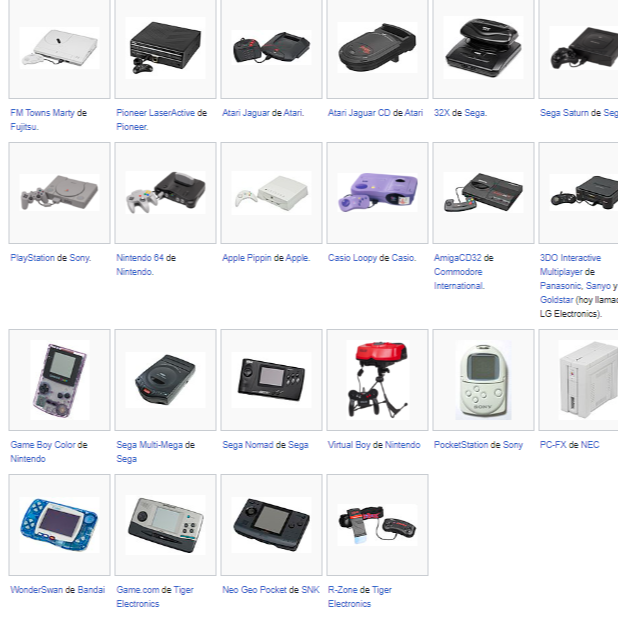 FM Towns Marty de
Fujitsu.
Pioneer LaserActive de
Pioneer.
Atari Jaguar de Atari.
Atari Jaguar CD de Atari
32X de Sega.
Sega Saturn de
PlayStation de Sony.
Nintendo 64 de
Nintendo.
Apple Pippin de Apple.
Casio Loopy de Casio.
AmigaCD32 de
Commodore
International.
3DO Interactive
Multiplayer de
Panasonic, Sanyo y
Goldstar (hoy
LG Electronics).
Game Boy Color de
Nintendo
Sega Multi-Mega de
Sega
Sega Nomad de Sega
Virtual Boy de Nintendo
PocketStation de Sony
PC-FX de NEC
WonderSwan de Bandai
Game.com de Tiger
Electronics
Neo Geo Pocket de SNK
R-Zone de Tiger
Electronics
SONY